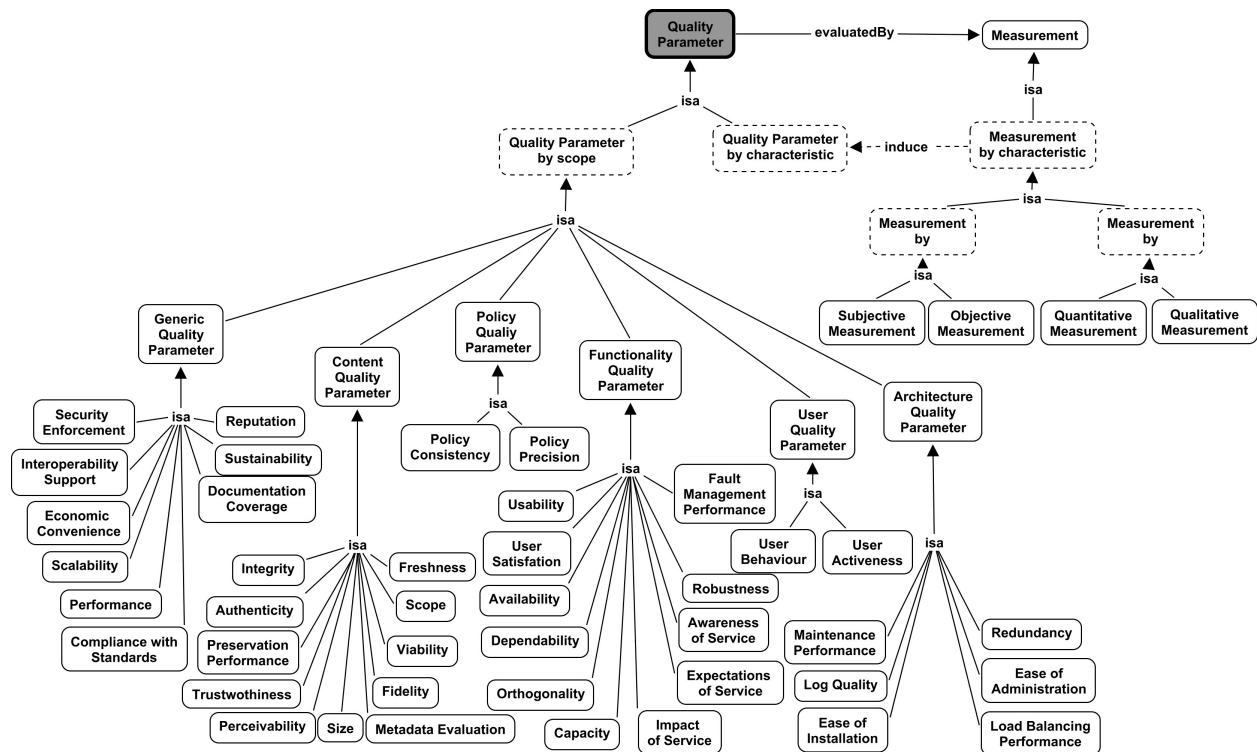 Quality
Parameter
evaluatedBy
Measurement
isa
isa
Quality Parameter
by scope
Quality Parameter
by characteristic
induce
Measurement
by characteristic
isa
isa
Measurement
by
Measurement
by
isa
isa
Subjective
Measurement
Objective
Measurement
Quantitative
Measurement
Qualitative
Measurement
Generic
Quality
Parameter
Content
Quality
Parameter
Policy
Qualiy
Parameter
Functionality
Quality
Parameter
User
Quality
Parameter
Architecture
Quality
Parameter
isa
Security
Enforcement
Reputation
Interoperability
Support
Sustainability
Economic
Convenience
Documentation
Coverage
Scalability
Performance
Compliance with
Standards
isa
Integrity
Freshness
Authenticity
Scope
Preservation
Performance
Viability
Trustwothiness
Fidelity
Perceivability
Size
Metadata Evaluation
isa
Policy
Consistency
Policy
Precision
isa
Usability
Fault
Management
Performance
User
Satisfation
Robustness
Availability
Awareness
of Service
Dependability
Expectations
of Service
Orthogonality
Capacity
Impact
of Service
isa
User
Behaviour
User
Activeness
isa
Maintenance
Performance
Redundancy
Log Quality
Ease
of Administration
Ease of
Installation
Load Balancing
Performance